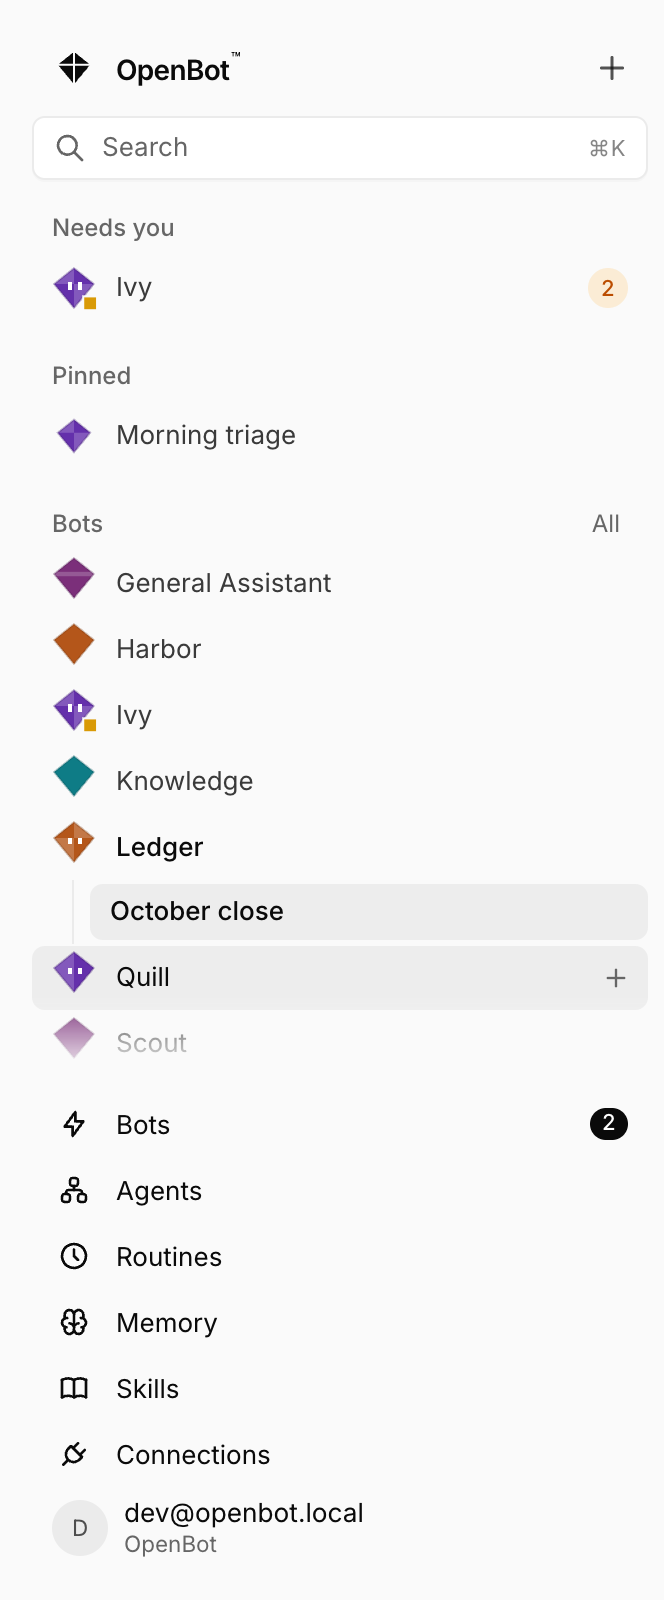 OpenBot™
Search ⌘K
Needs you
Ivy 2
Pinned
Morning triage
Bots All
General Assistant
Harbor
Ivy
Knowledge
Ledger
October close
Quill
Scout
Bots 2
Agents
Routines
Memory
Skills
Connections
D dev@openbot.local
OpenBot